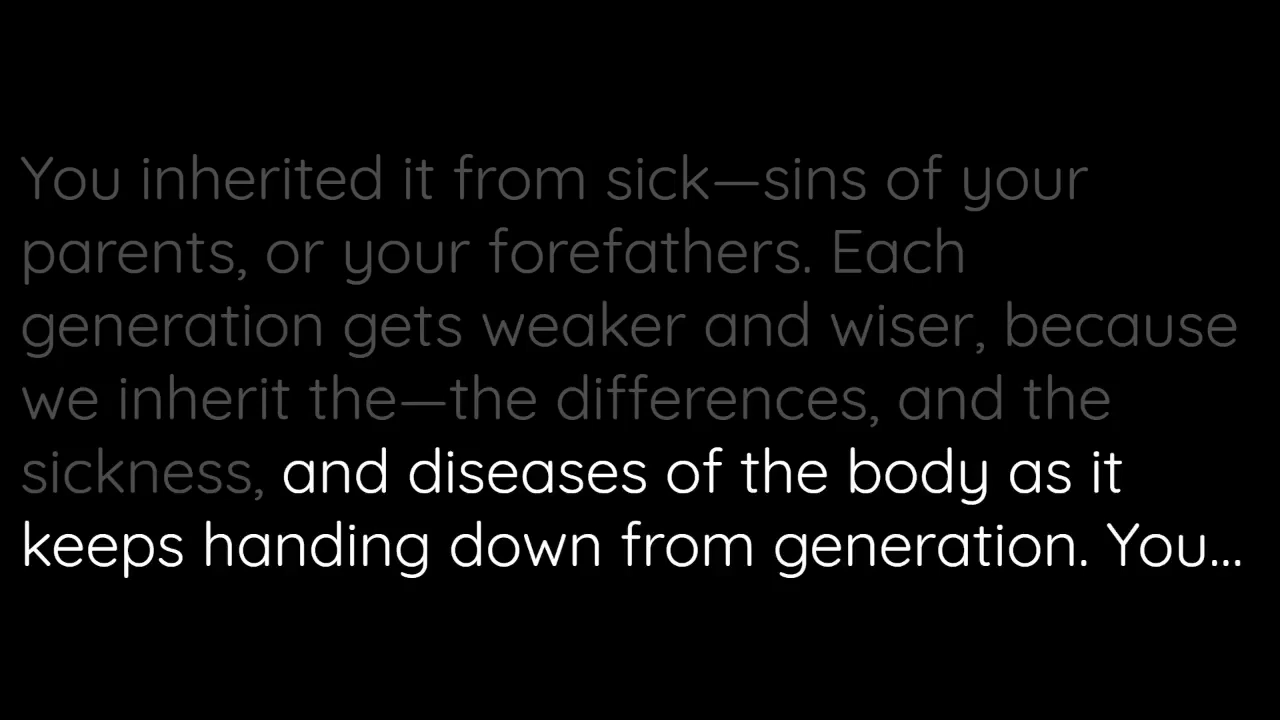 You inherited it from sick—sins of your
parents, or your forefathers. Each
generation gets weaker and wiser, because
we inherit the—the differences, and the
sickness, and diseases of the body as it
keeps handing down from generation. You...